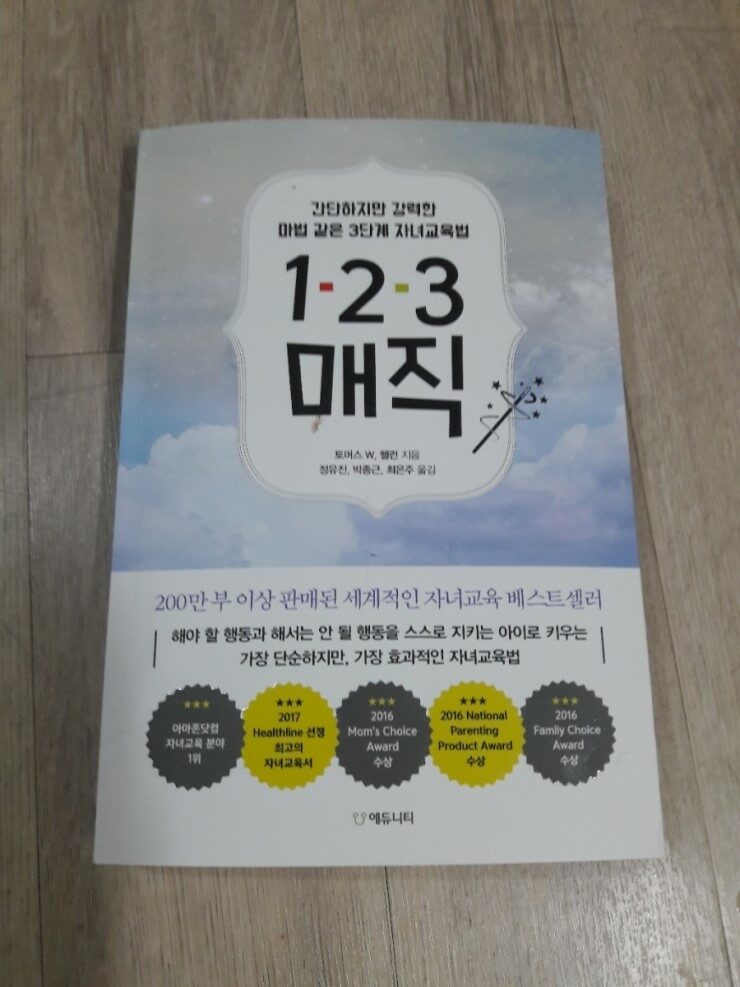 간단하지만 강력한
마법 같은 3단계 자녀교육법
1-2-3
매직
토머스 W. 펠런 지음
정유진, 박종근, 최은주 옮김
200만 부 이상 판매된 세계적인 자녀교육 베스트셀러
해야 할 행동과 해서는 안 될 행동을 스스로 지키는 아이로 키우는
가장 단순하지만, 가장 효과적인 자녀교육법
아마존닷컴
자녀교육 분야
1위
2017
Healthline 선정
최고의
자녀교육서
2016
Mom's Choice
Award
수상
2016 National
Parenting
Product Award
수상
2016
Family Choice
Award
수상
에듀니티